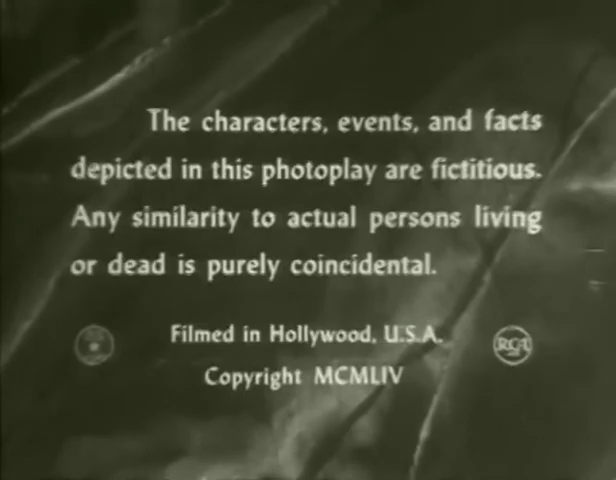 The characters, events, and facts
depicted in this photoplay are fictitious.
Any similarity to actual persons living
or dead is purely coincidental.
Filmed in Hollywood, U.S.A.
RCA
Copyright MCMLIV